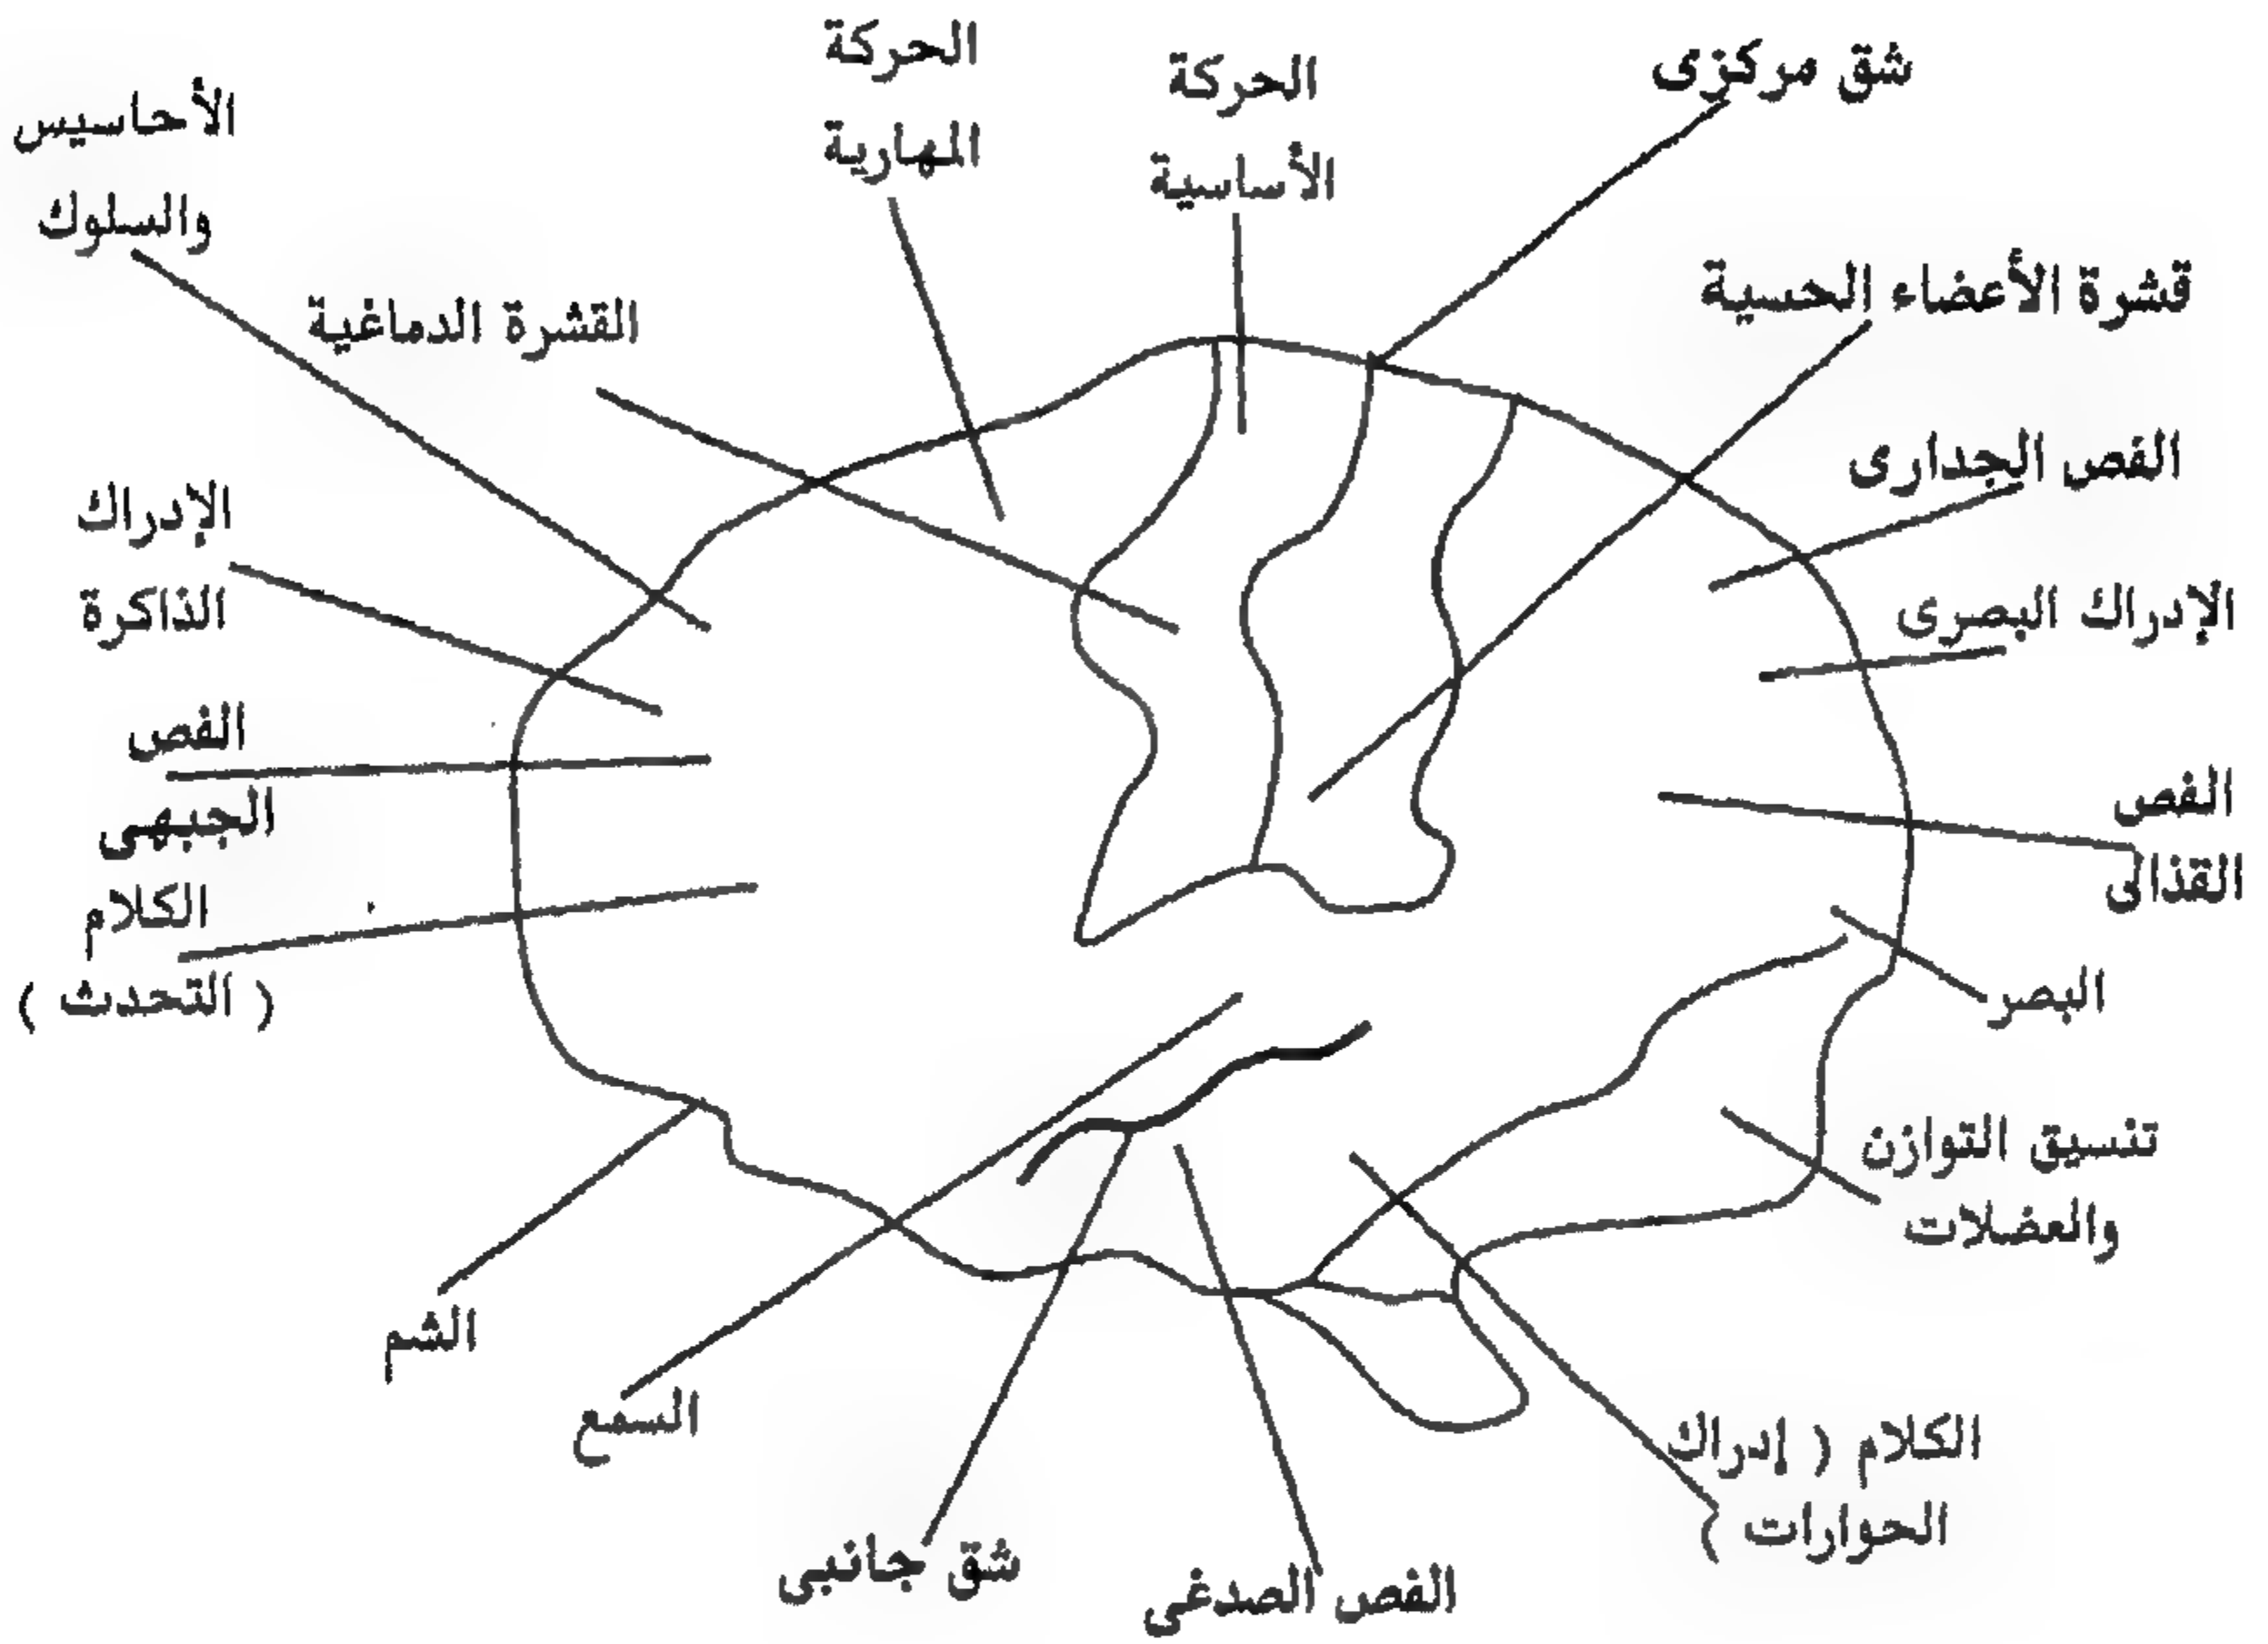 شق مركزى
الحركة
الأساسية
الحركة
المهارية
الأحاسيس
والسلوك
القشرة الدماغية
قشرة الأعضاء الحسية
الفص الجدارى
الإدراك البصرى
الإدراك
الذاكرة
الفص
الجبهى
الكلام
( التحدث )
الفص
القذالى
البصر
تنسيق التوازن
والعضلات
الكلام ( إدراك
الحوارات )
الشم
السمع
شق جانبى
الفص الصدغى